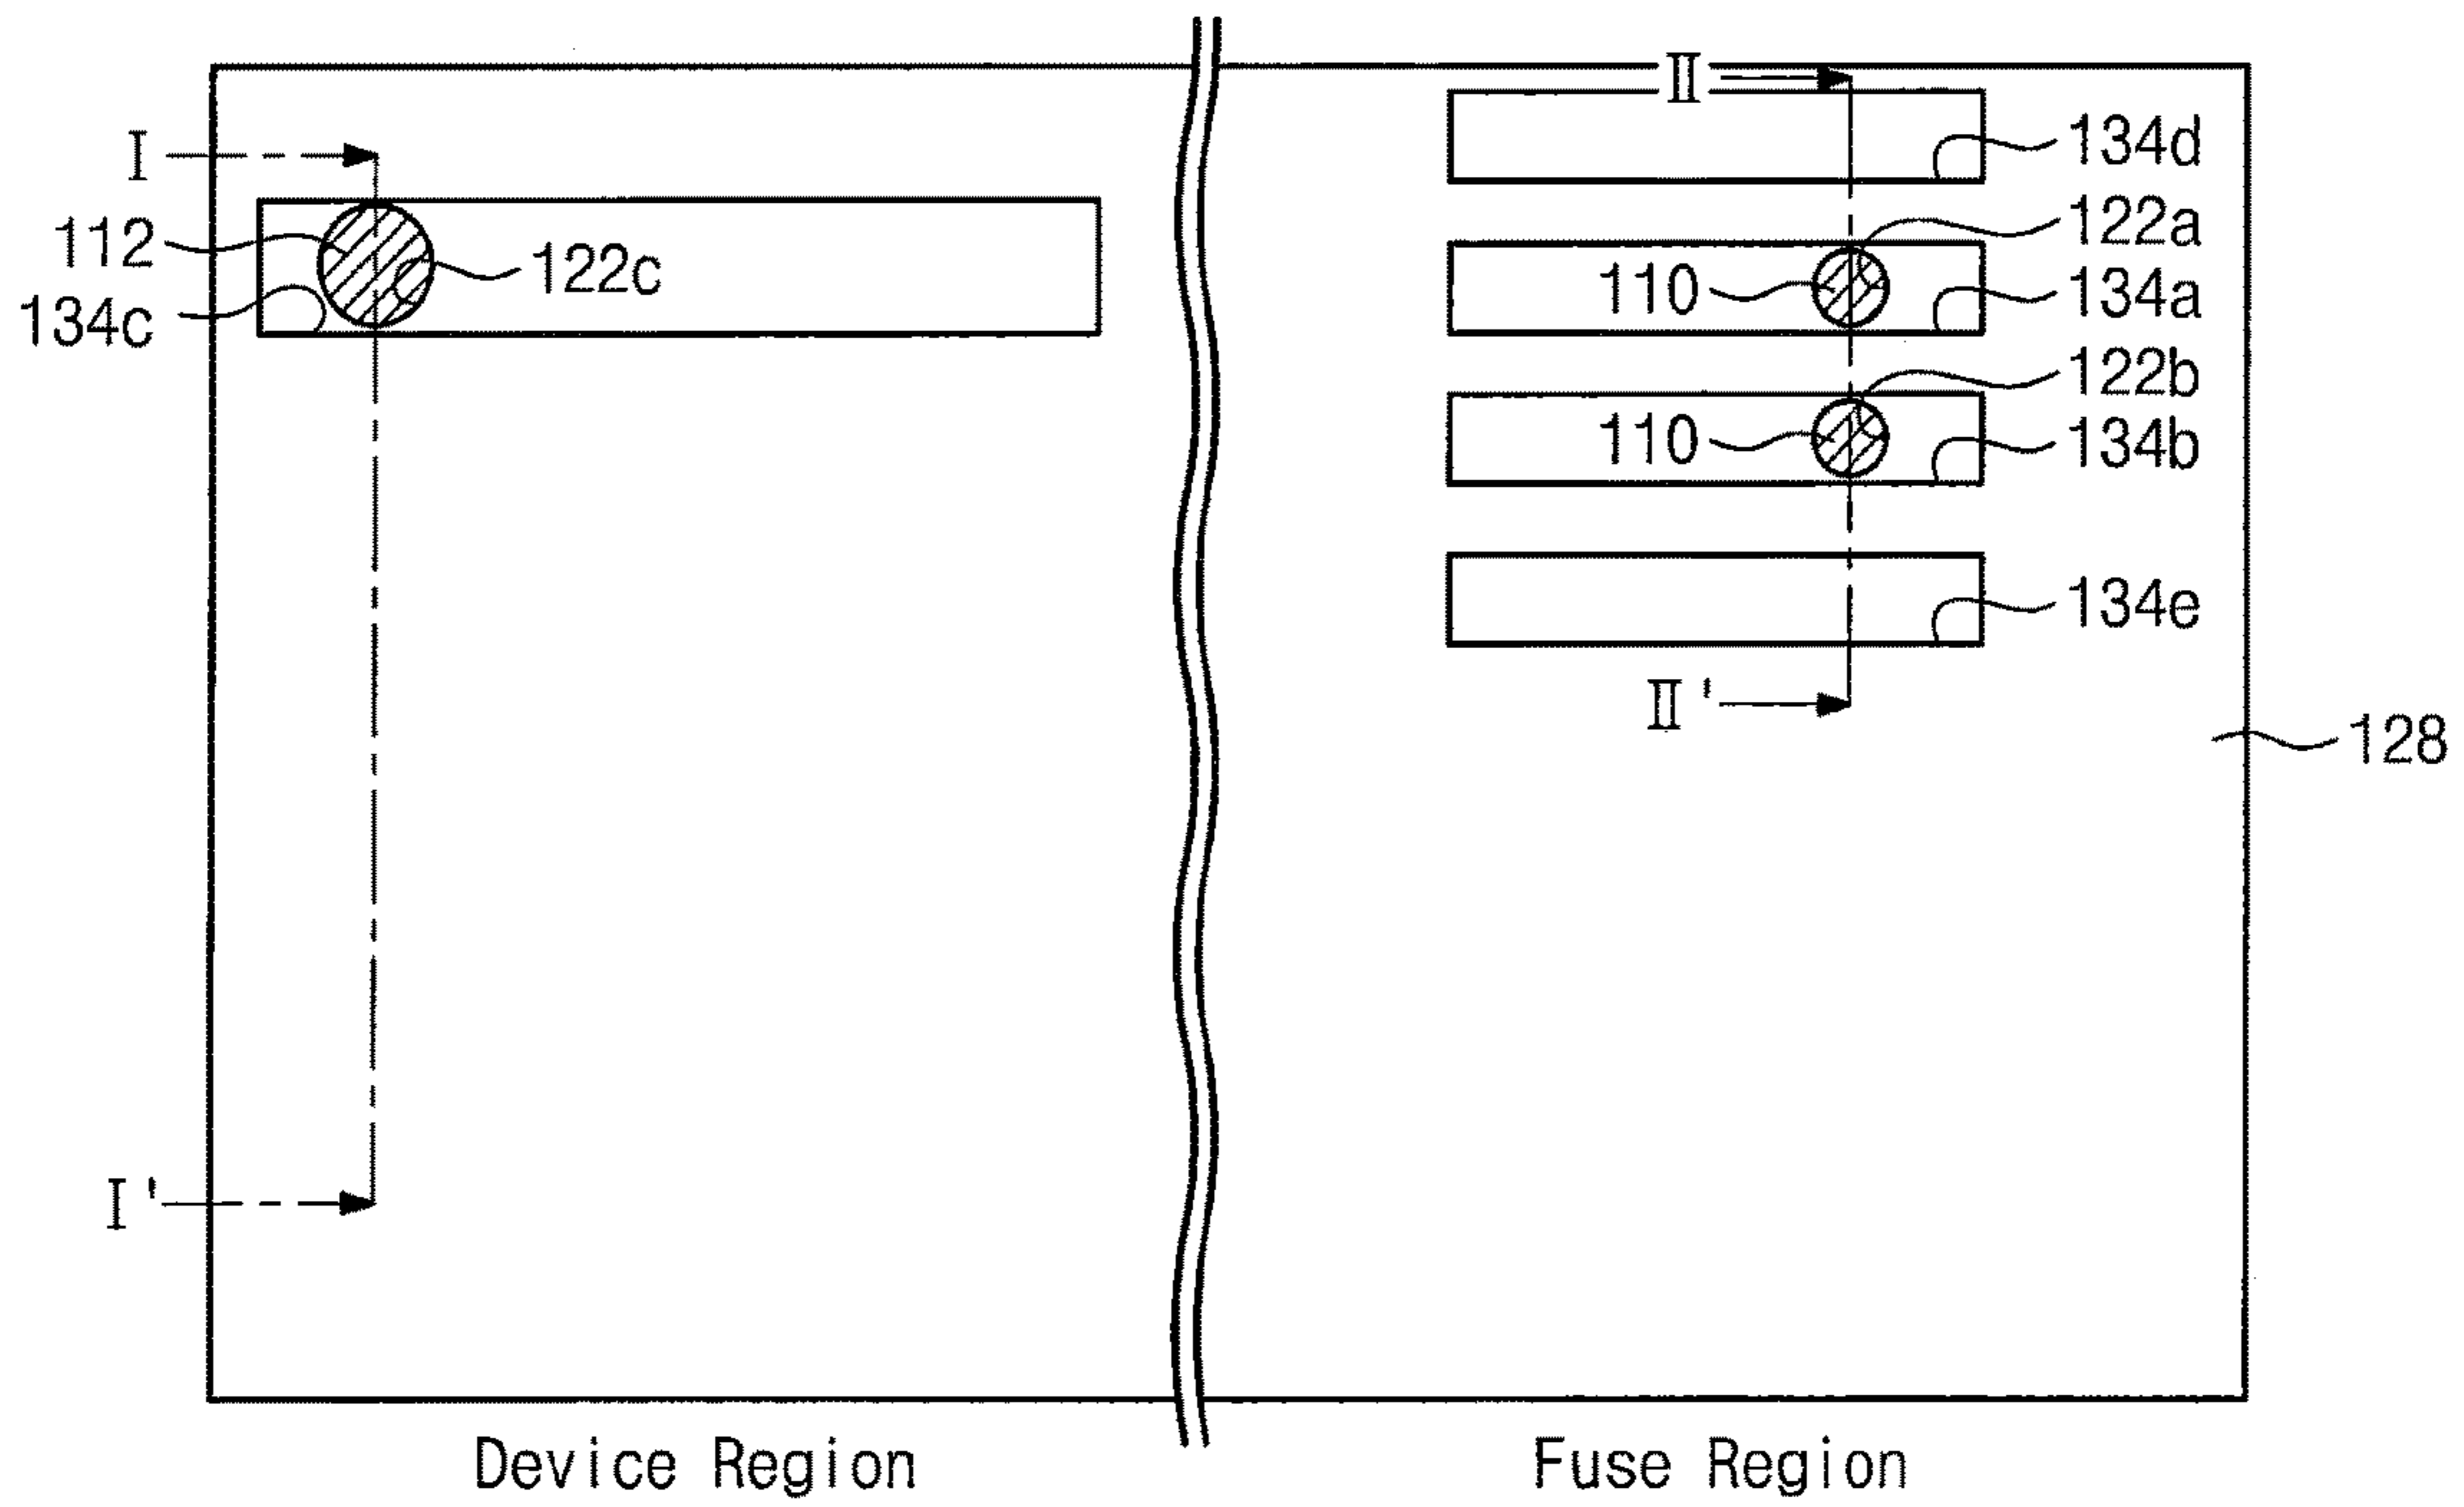 II
134d
I
122a
112
122c
110
134a
134c
122b
110
134b
134e
II'
128
I'
Device Region
Fuse Region